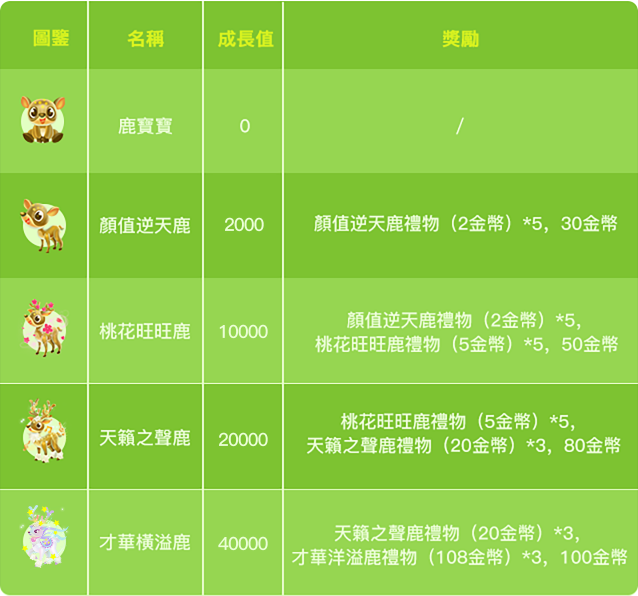 圖鑒 名稱 成長值 獎勵
鹿寶寶 0 /
顏值逆天鹿 2000 顏值逆天鹿禮物（2金幣）*5，30金幣
桃花旺旺鹿 10000 顏值逆天鹿禮物（2金幣）*5，
桃花旺旺鹿禮物（5金幣）*5，50金幣
天籟之聲鹿 20000 桃花旺旺鹿禮物（5金幣）*5，
天籟之聲鹿禮物（20金幣）*3，80金幣
才華橫溢鹿 40000 天籟之聲鹿禮物（20金幣）*3，
才華洋溢鹿禮物（108金幣）*3，100金幣